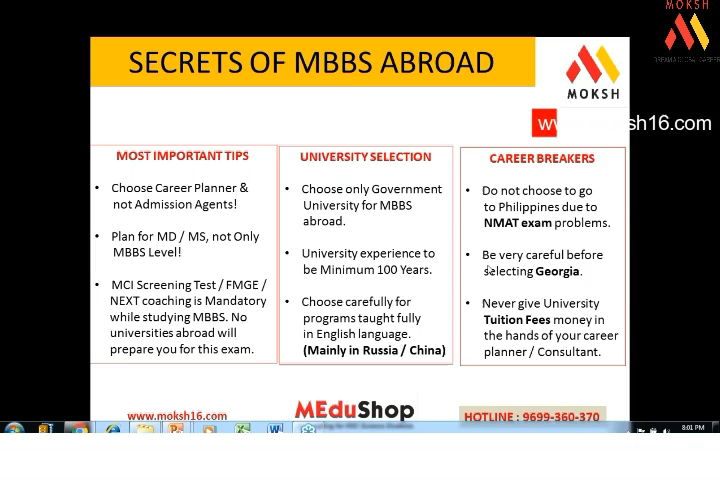 MOKSH
DREAM A GLOBAL CAREER
SECRETS OF MBBS ABROAD
MOKSH
sh16.com
MOST IMPORTANT TIPS
• Choose Career Planner &
not Admission Agents!
• Plan for MD / MS, not Only
MBBS Level!
• MCI Screening Test / FMGE /
NEXT coaching is Mandatory
while studying MBBS. No
universities abroad will
prepare you for this exam.
UNIVERSITY SELECTION
• Choose only Government
University for MBBS
abroad.
• University experience to
be Minimum 100 Years.
• Choose carefully for
programs taught fully
in English language.
(Mainly in Russia / China)
CAREER BREAKERS
• Do not choose to go
to Philippines due to
NMAT exam problems.
• Be very careful before
selecting Georgia.
• Never give University
Tuition Fees money in
the hands of your career
planner / Consultant.
www.moksh16.com
MEduShop
HOTLINE : 9699-360-370
8:01 PM